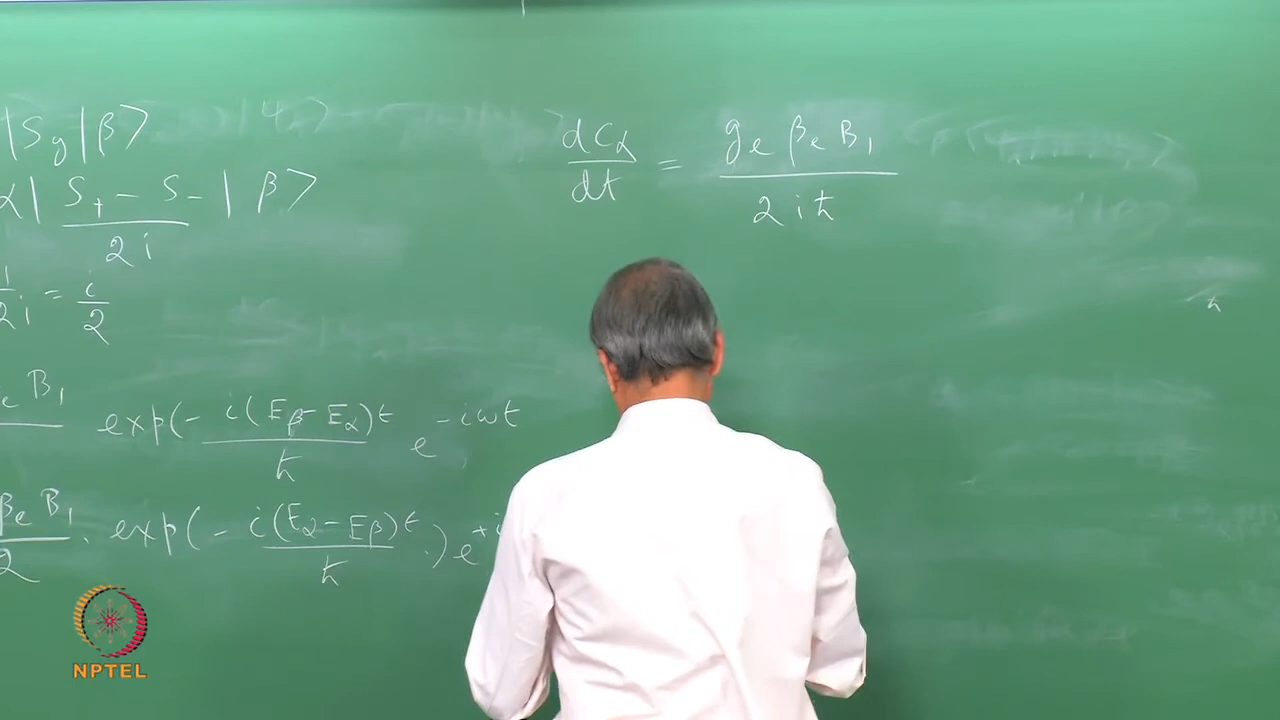 |S_y|β⟩
α| (S_+ - S_-)/2i |β⟩
1/2i = i/2
e B_1 exp(- i(E_β - E_α)t/ħ e^{-iωt}
β_e B_1/2 . exp(- i(E_α - E_β)t/ħ .) e^{+i
dC_α/dt = g_e β_e B_1 / 2iħ
ħ
NPTEL